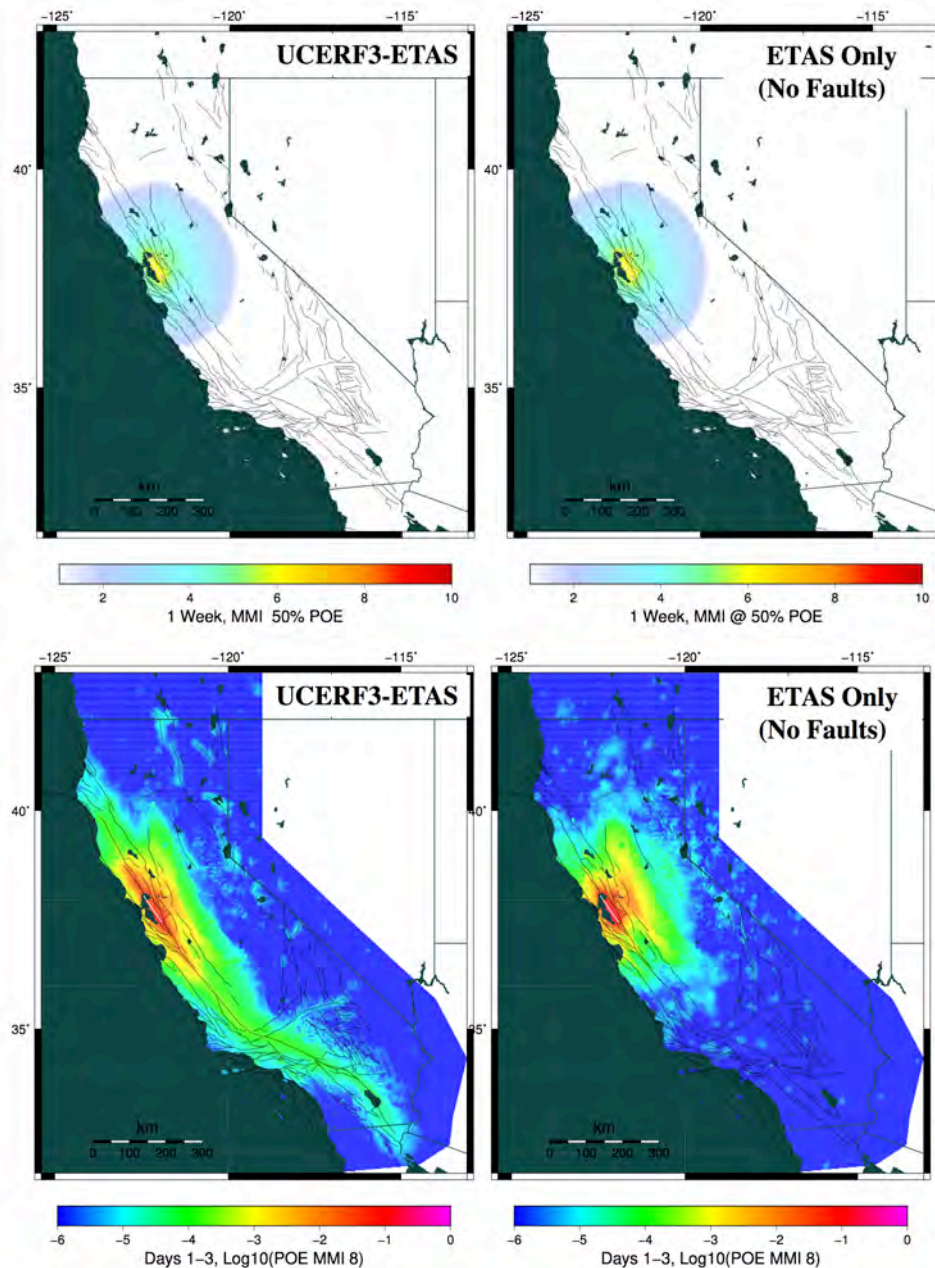 −125˚ −120˚ −115˚
UCERF3-ETAS
40˚
35˚
km
0 100 200 300
2 4 6 8 10
1 Week, MMI 50% POE
−125˚ −120˚ −115˚
ETAS Only
(No Faults)
40˚
35˚
km
0 100 200 300
2 4 6 8 10
1 Week, MMI @ 50% POE
−125˚ −120˚ −115˚
UCERF3-ETAS
40˚
35˚
km
0 100 200 300
−6 −5 −4 −3 −2 −1 0
Days 1−3, Log10(POE MMI 8)
−125˚ −120˚ −115˚
ETAS Only
(No Faults)
40˚
35˚
km
0 100 200 300
−6 −5 −4 −3 −2 −1 0
Days 1−3, Log10(POE MMI 8)